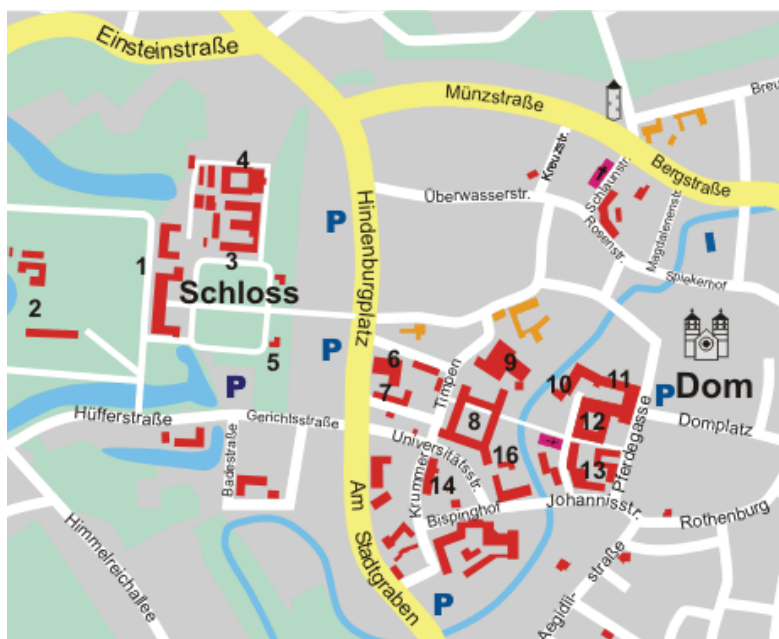 Einsteinstraße
Münzstraße
Breu
Bergstraße
Kreuzstr.
Schlaunstr.
Überwasserstr.
Rosenstr.
Magdalenenstr.
spiekerhof
Hindenburgplatz
4
P
1
3
Schloss
2
5
P
P
6
7
Timpen
9
8
10
11
P
Dom
12
Domplatz
Hüfferstraße
Gerichtsstraße
Badestraße
Universitätsstr.
16
13
Pferdegasse
14
Krummer
Bispinghof
Johannisstr.
Rothenburg
Am Stadtgraben
Himmelreichallee
P
Aegidii-straße